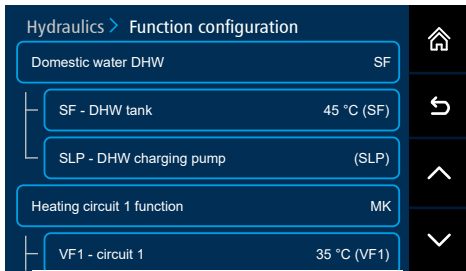 Hydraulics > Function configuration
Domestic water DHW SF
SF - DHW tank 45 °C (SF)
SLP - DHW charging pump (SLP)
Heating circuit 1 function MK
VF1 - circuit 1 35 °C (VF1)